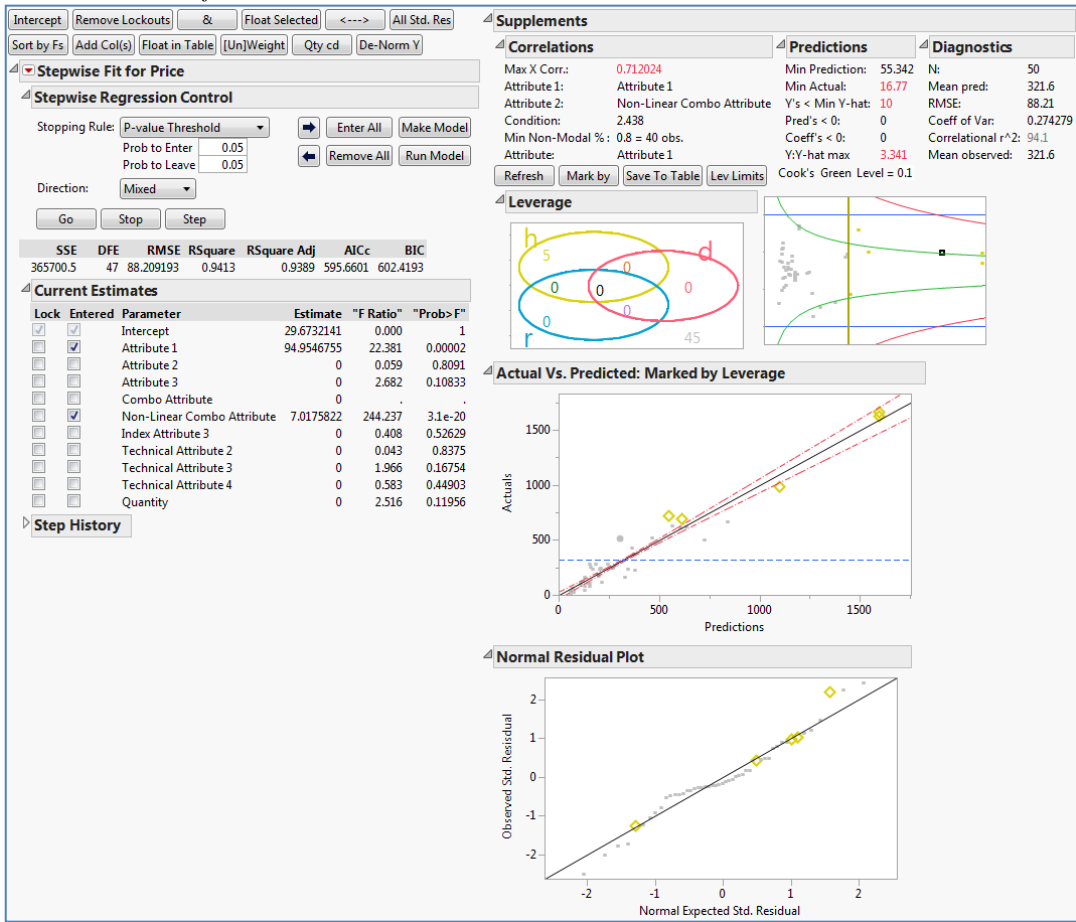 Intercept Remove Lockouts & Float Selected <---> All Std. Res
Sort by Fs Add Col(s) Float in Table [Un]Weight Qty cd De-Norm Y
Stepwise Fit for Price
Stepwise Regression Control
Stopping Rule: P-value Threshold Enter All Make Model
Prob to Enter 0.05
Prob to Leave 0.05
Remove All Run Model
Direction: Mixed
Go Stop Step
SSE DFE RMSE RSquare RSquare Adj AICc BIC
365700.5 47 88.209193 0.9413 0.9389 595.6601 602.4193
Current Estimates
Lock Entered Parameter Estimate "F Ratio" "Prob>F"
Intercept 29.6732141 0.000 1
Attribute 1 94.9546755 22.381 0.00002
Attribute 2 0 0.059 0.8091
Attribute 3 0 2.682 0.10833
Combo Attribute 0 . .
Non-Linear Combo Attribute 7.0175822 244.237 3.1e-20
Index Attribute 3 0 0.408 0.52629
Technical Attribute 2 0 0.043 0.8375
Technical Attribute 3 0 1.966 0.16754
Technical Attribute 4 0 0.583 0.44903
Quantity 0 2.516 0.11956
Step History
Supplements
Correlations
Max X Corr.: 0.712024
Attribute 1: Attribute 1
Attribute 2: Non-Linear Combo Attribute
Condition: 2.438
Min Non-Modal %: 0.8 = 40 obs.
Attribute: Attribute 1
Predictions
Min Prediction: 55.342
Min Actual: 16.77
Y's < Min Y-hat: 10
Pred's < 0: 0
Coeff's < 0: 0
Y:Y-hat max 3.341
Diagnostics
N: 50
Mean pred: 321.6
RMSE: 88.21
Coeff of Var: 0.274279
Correlational r^2: 94.1
Mean observed: 321.6
Refresh Mark by Save To Table Lev Limits Cook's Green Level = 0.1
Leverage
h d
5 0
0 0 0
0 0
r 45
Actual Vs. Predicted: Marked by Leverage
Actuals
1500
1000
500
0
0 500 1000 1500
Predictions
Normal Residual Plot
Observed Std. Resisdual
2
1
0
-1
-2
-2 -1 0 1 2
Normal Expected Std. Residual